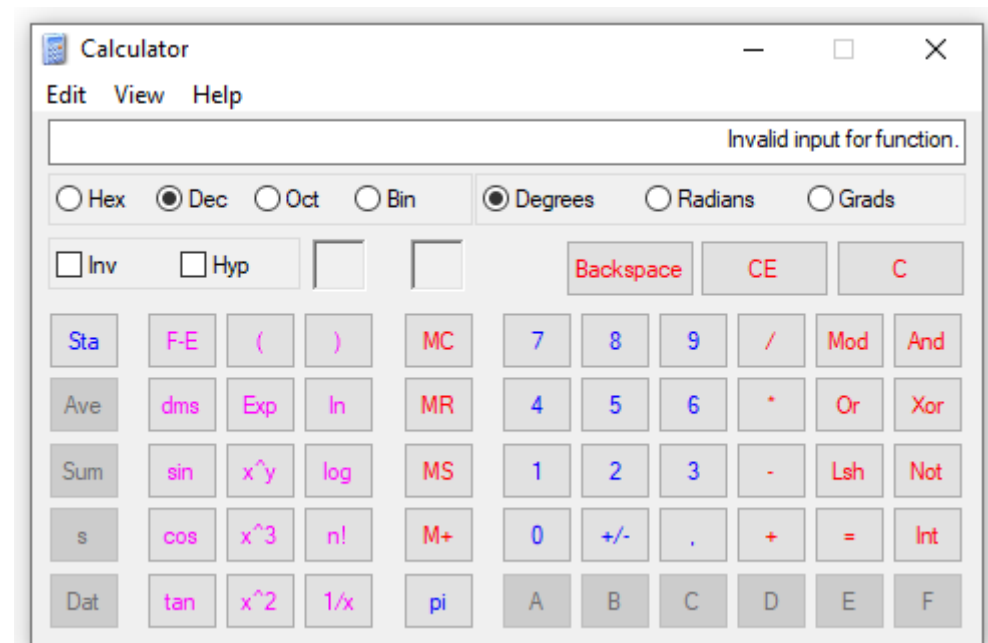 Calculator
Edit View Help
Invalid input for function.
Hex Dec Oct Bin Degrees Radians Grads
Inv Hyp Backspace CE C
Sta F-E ( ) MC 7 8 9 / Mod And
Ave dms Exp ln MR 4 5 6 * Or Xor
Sum sin x^y log MS 1 2 3 - Lsh Not
s cos x^3 n! M+ 0 +/- , + = Int
Dat tan x^2 1/x pi A B C D E F